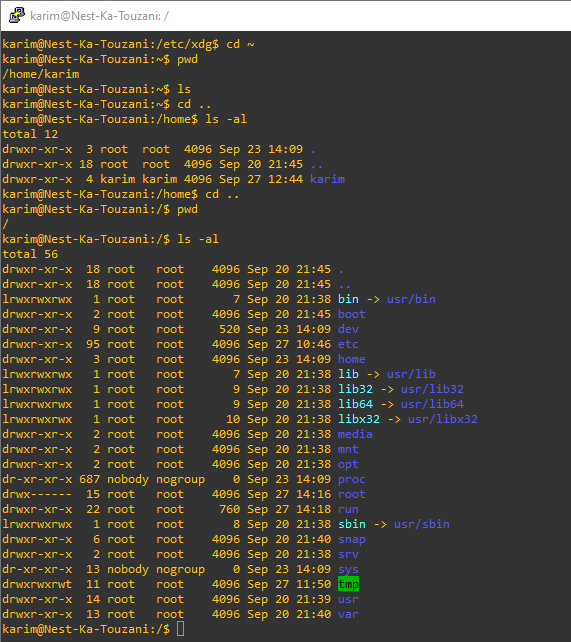 karim@Nest-Ka-Touzani: /
karim@Nest-Ka-Touzani:/etc/xdg$ cd ~
karim@Nest-Ka-Touzani:~$ pwd
/home/karim
karim@Nest-Ka-Touzani:~$ ls
karim@Nest-Ka-Touzani:~$ cd ..
karim@Nest-Ka-Touzani:/home$ ls -al
total 12
drwxr-xr-x  3 root  root  4096 Sep 23 14:09 .
drwxr-xr-x 18 root  root  4096 Sep 20 21:45 ..
drwxr-xr-x  4 karim karim 4096 Sep 27 12:44 karim
karim@Nest-Ka-Touzani:/home$ cd ..
karim@Nest-Ka-Touzani:/$ pwd
/
karim@Nest-Ka-Touzani:/$ ls -al
total 56
drwxr-xr-x  18 root   root    4096 Sep 20 21:45 .
drwxr-xr-x  18 root   root    4096 Sep 20 21:45 ..
lrwxrwxrwx   1 root   root       7 Sep 20 21:38 bin -> usr/bin
drwxr-xr-x   2 root   root    4096 Sep 20 21:45 boot
drwxr-xr-x   9 root   root     520 Sep 23 14:09 dev
drwxr-xr-x  95 root   root    4096 Sep 27 10:46 etc
drwxr-xr-x   3 root   root    4096 Sep 23 14:09 home
lrwxrwxrwx   1 root   root       7 Sep 20 21:38 lib -> usr/lib
lrwxrwxrwx   1 root   root       9 Sep 20 21:38 lib32 -> usr/lib32
lrwxrwxrwx   1 root   root       9 Sep 20 21:38 lib64 -> usr/lib64
lrwxrwxrwx   1 root   root      10 Sep 20 21:38 libx32 -> usr/libx32
drwxr-xr-x   2 root   root    4096 Sep 20 21:38 media
drwxr-xr-x   2 root   root    4096 Sep 20 21:38 mnt
drwxr-xr-x   2 root   root    4096 Sep 20 21:38 opt
dr-xr-xr-x 687 nobody nogroup    0 Sep 23 14:09 proc
drwx------  15 root   root    4096 Sep 27 14:16 root
drwxr-xr-x  22 root   root     760 Sep 27 14:18 run
lrwxrwxrwx   1 root   root       8 Sep 20 21:38 sbin -> usr/sbin
drwxr-xr-x   6 root   root    4096 Sep 20 21:40 snap
drwxr-xr-x   2 root   root    4096 Sep 20 21:38 srv
dr-xr-xr-x  13 nobody nogroup    0 Sep 23 14:09 sys
drwxrwxrwt  11 root   root    4096 Sep 27 11:50 tmp
drwxr-xr-x  14 root   root    4096 Sep 20 21:39 usr
drwxr-xr-x  13 root   root    4096 Sep 20 21:40 var
karim@Nest-Ka-Touzani:/$